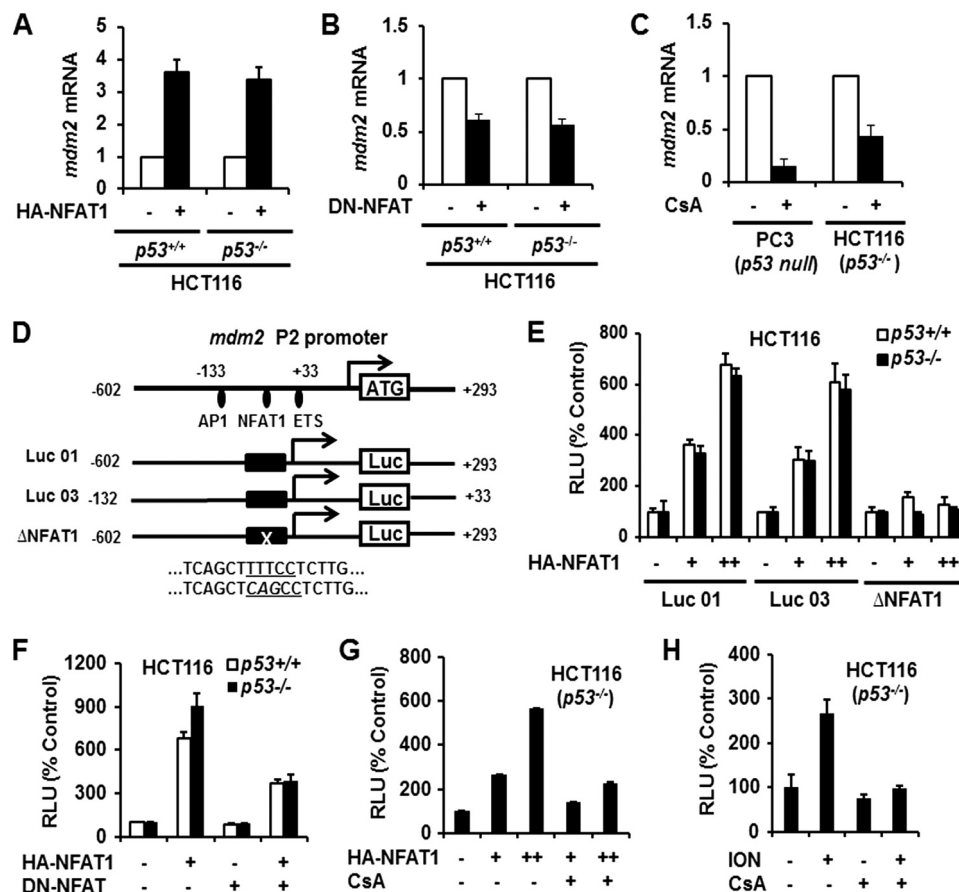 A
mdm2 mRNA
5
4
3
2
1
0
HA-NFAT1 - + - +
p53+/+ p53-/-
HCT116
B
mdm2 mRNA
1.5
1
0.5
0
DN-NFAT - + - +
p53+/+ p53-/-
HCT116
C
mdm2 mRNA
1.5
1
0.5
0
CsA - + - +
PC3 HCT116
(p53 null) (p53-/-)
D
mdm2 P2 promoter
-133 +33
-602 ATG +293
AP1 NFAT1 ETS
Luc 01 -602 Luc +293
Luc 03 -132 Luc +33
ΔNFAT1 -602 X Luc +293
...TCAGCTTTTCCTCTTG...
...TCAGCTCAGCCTCTTG...
E
HCT116
p53+/+
p53-/-
RLU (% Control)
800
600
400
200
0
HA-NFAT1 - + ++ - + ++ - + ++
Luc 01 Luc 03 ΔNFAT1
F
HCT116
p53+/+
p53-/-
RLU (% Control)
1200
900
600
300
0
HA-NFAT1 - + - +
DN-NFAT - - + +
G
HCT116
(p53-/-)
RLU (% Control)
800
600
400
200
0
HA-NFAT1 - + ++ + ++
CsA - - - + +
H
HCT116
(p53-/-)
RLU (% Control)
400
300
200
100
0
ION - + - +
CsA - - + +